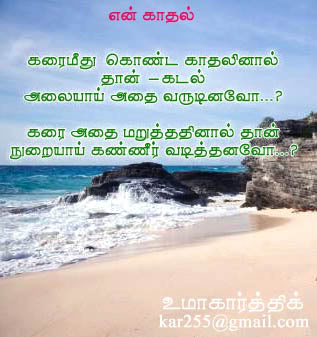 என் காதல்
கரைமீது கொண்ட காதலினால்
தான் –கடல்
அலையாய் அதை வருடினவோ...?
கரை அதை மறுத்ததினால் தான்
நுறையாய் கண்ணீர் வடித்தனவோ...?
உமாகார்த்திக்
kar255@gmail.com